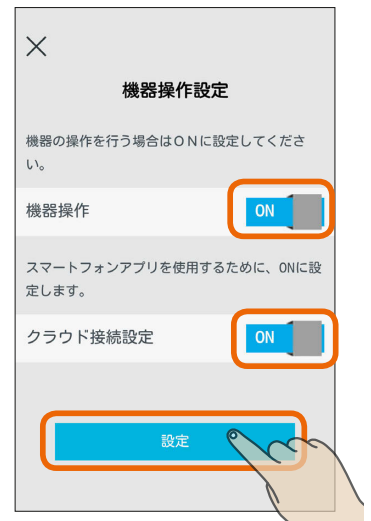 機器操作設定
機器の操作を行う場合はＯＮに設定してくださ
い。
機器操作
ON
スマートフォンアプリを使用するために、ONに設
定します。
クラウド接続設定
ON
設定